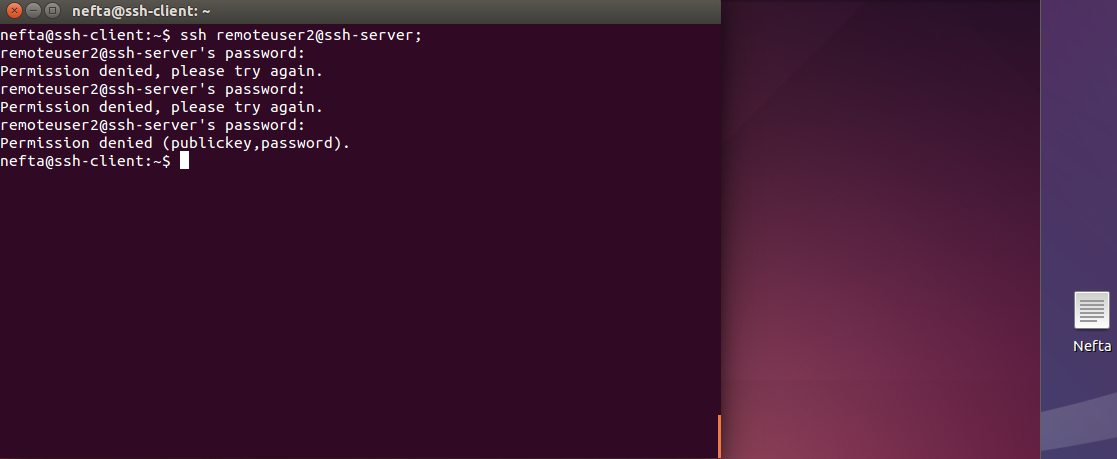 nefta@ssh-client: ~
nefta@ssh-client:~$ ssh remoteuser2@ssh-server;
remoteuser2@ssh-server's password:
Permission denied, please try again.
remoteuser2@ssh-server's password:
Permission denied, please try again.
remoteuser2@ssh-server's password:
Permission denied (publickey,password).
nefta@ssh-client:~$
Nefta